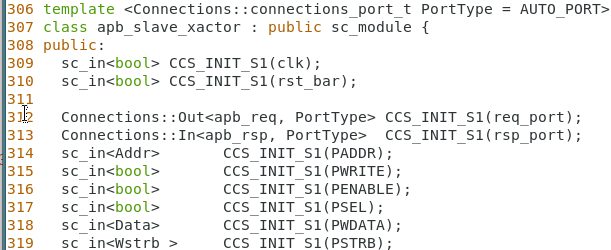 306 template <Connections::connections_port_t PortType = AUTO_PORT>
307 class apb_slave_xactor : public sc_module {
308 public:
309   sc_in<bool> CCS_INIT_S1(clk);
310   sc_in<bool> CCS_INIT_S1(rst_bar);
311
312   Connections::Out<apb_req, PortType> CCS_INIT_S1(req_port);
313   Connections::In<apb_rsp, PortType>  CCS_INIT_S1(rsp_port);
314   sc_in<Addr>       CCS_INIT_S1(PADDR);
315   sc_in<bool>       CCS_INIT_S1(PWRITE);
316   sc_in<bool>       CCS_INIT_S1(PENABLE);
317   sc_in<bool>       CCS_INIT_S1(PSEL);
318   sc_in<Data>       CCS_INIT_S1(PWDATA);
319   sc_in<Wstrb >     CCS_INIT_S1(PSTRB);